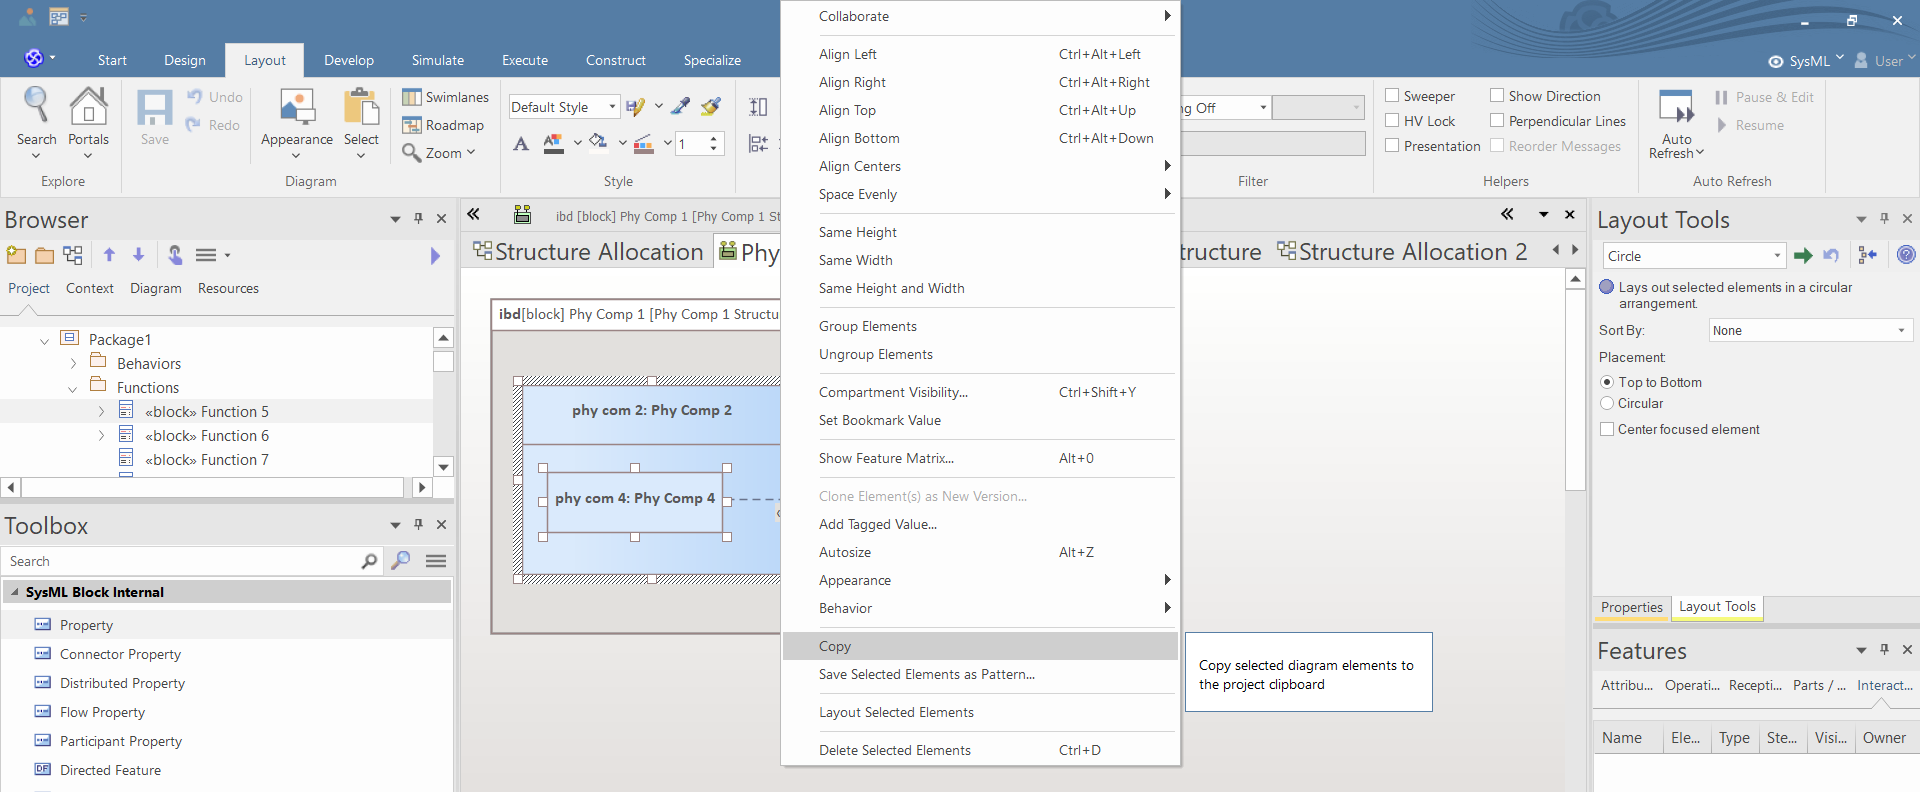 Start
Design
Layout
Develop
Simulate
Execute
Construct
Specialize
SysML
User
Search
Portals
Explore
Save
Undo
Redo
Appearance
Select
Swimlanes
Roadmap
Zoom
Diagram
Default Style
1
Style
ng Off
Filter
Sweeper
HV Lock
Presentation
Show Direction
Perpendicular Lines
Reorder Messages
Helpers
Auto
Refresh
Pause & Edit
Resume
Auto Refresh
Browser
Project
Context
Diagram
Resources
Package1
Behaviors
Functions
«block» Function 5
«block» Function 6
«block» Function 7
Toolbox
Search
SysML Block Internal
Property
Connector Property
Distributed Property
Flow Property
Participant Property
DF Directed Feature
ibd [block] Phy Comp 1 [Phy Comp 1 St
Structure Allocation
Phy
tructure
Structure Allocation 2
ibd[block] Phy Comp 1 [Phy Comp 1 Structu
phy com 2: Phy Comp 2
phy com 4: Phy Comp 4
Collaborate
Align Left Ctrl+Alt+Left
Align Right Ctrl+Alt+Right
Align Top Ctrl+Alt+Up
Align Bottom Ctrl+Alt+Down
Align Centers
Space Evenly
Same Height
Same Width
Same Height and Width
Group Elements
Ungroup Elements
Compartment Visibility... Ctrl+Shift+Y
Set Bookmark Value
Show Feature Matrix... Alt+0
Clone Element(s) as New Version...
Add Tagged Value...
Autosize Alt+Z
Appearance
Behavior
Copy
Save Selected Elements as Pattern...
Layout Selected Elements
Delete Selected Elements Ctrl+D
Copy selected diagram elements to
the project clipboard
Layout Tools
Circle
Lays out selected elements in a circular
arrangement.
Sort By: None
Placement:
Top to Bottom
Circular
Center focused element
Properties
Layout Tools
Features
Attribu... Operati... Recepti... Parts / ... Interact...
Name Ele... Type Ste... Visi... Owner